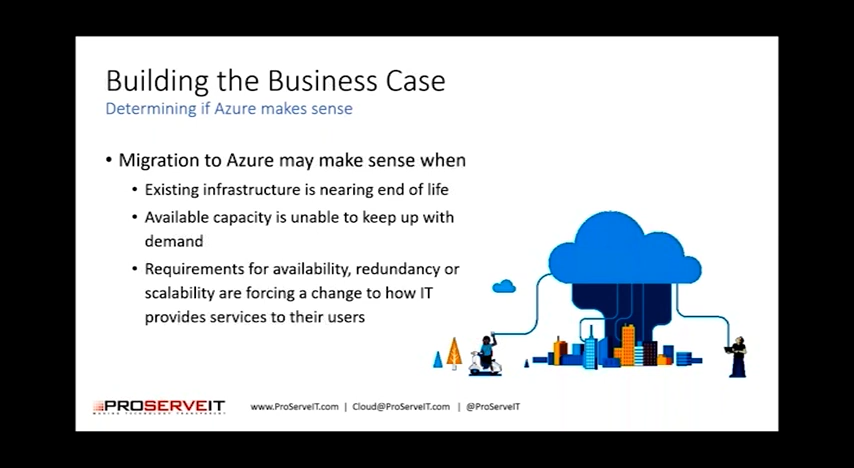 Building the Business Case
Determining if Azure makes sense
• Migration to Azure may make sense when
• Existing infrastructure is nearing end of life
• Available capacity is unable to keep up with
demand
• Requirements for availability, redundancy or
scalability are forcing a change to how IT
provides services to their users
PROSERVEIT
MAKING TECHNOLOGY TRANSPARENT
www.ProServeIT.com | Cloud@ProServeIT.com | @ProServeIT